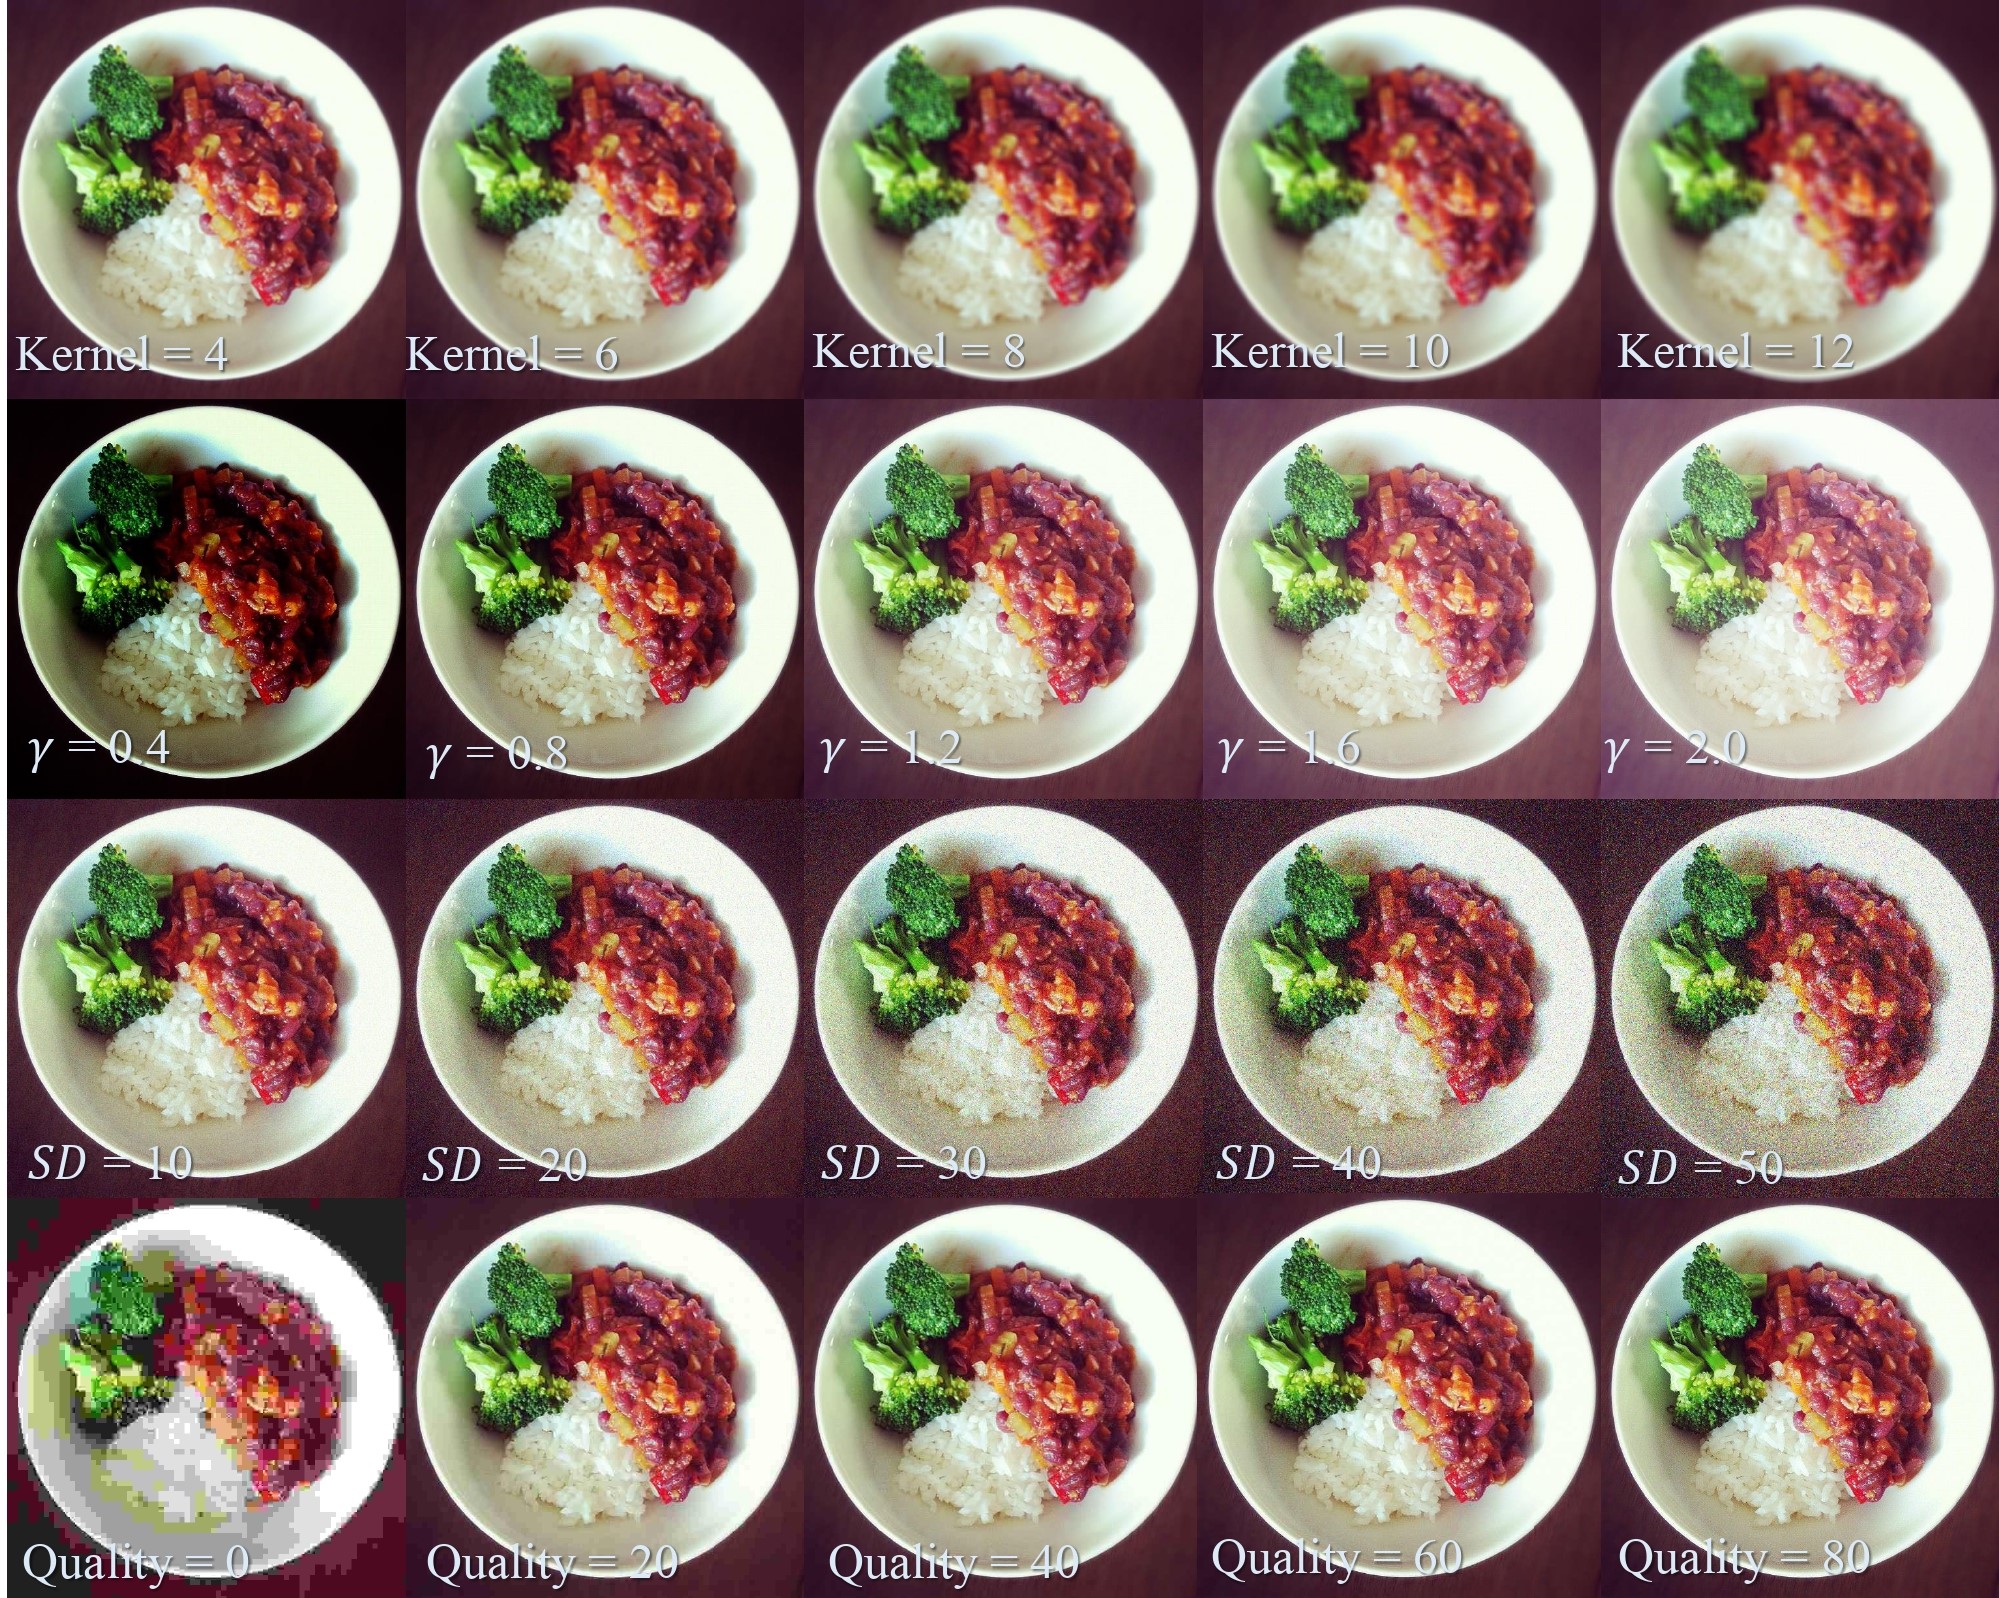 Kernel = 4
Kernel = 6
Kernel = 8
Kernel = 10
Kernel = 12
γ = 0.4
γ = 0.8
γ = 1.2
γ = 1.6
γ = 2.0
SD = 10
SD = 20
SD = 30
SD = 40
SD = 50
Quality = 0
Quality = 20
Quality = 40
Quality = 60
Quality = 80